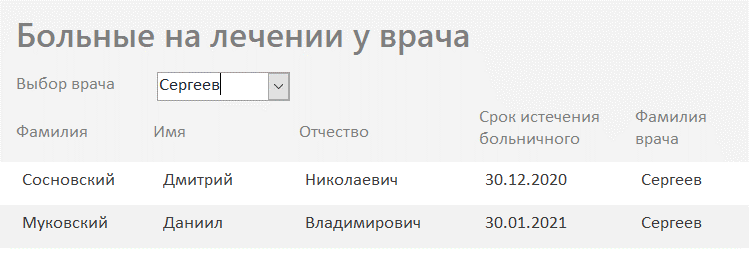 Больные на лечении у врача
Выбор врача Сергеев
Фамилия Имя Отчество Срок истечения больничного Фамилия врача
Сосновский Дмитрий Николаевич 30.12.2020 Сергеев
Муковский Даниил Владимирович 30.01.2021 Сергеев